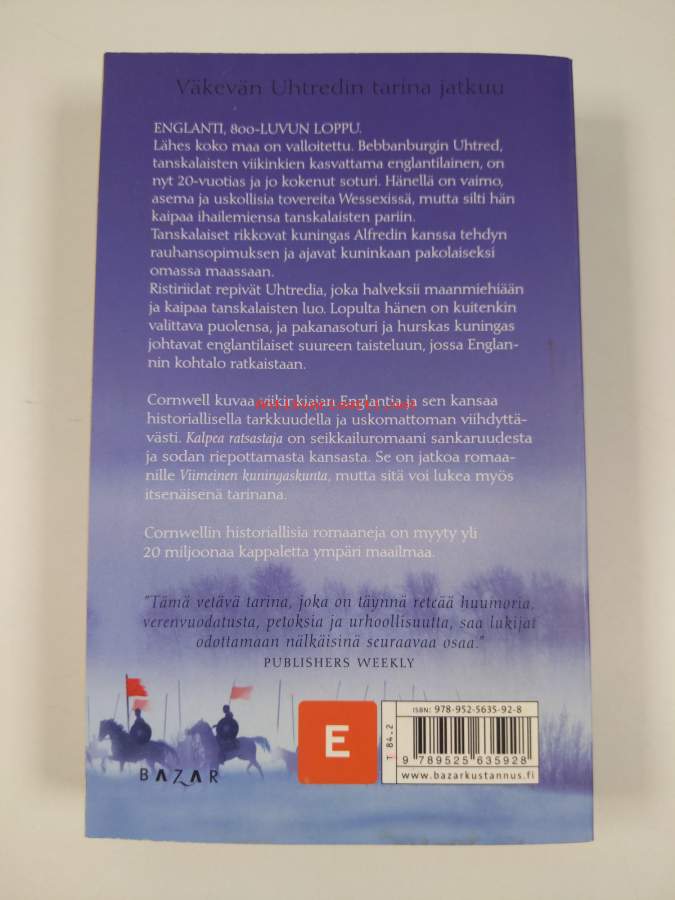 Väkevän Uhtredin tarina jatkuu
ENGLANTI, 800-LUVUN LOPPU.
Lähes koko maa on valloitettu. Bebbanburgin Uhtred,
tanskalaisten viikinkien kasvattama englantilainen, on
nyt 20-vuotias ja jo kokenut soturi. Hänellä on vaimo,
asema ja uskollisia tovereita Wessexissä, mutta silti hän
kaipaa ihailemiensa tanskalaisten pariin.
Tanskalaiset rikkovat kuningas Alfredin kanssa tehdyn
rauhansopimuksen ja ajavat kuninkaan pakolaiseksi
omassa maassaan.
Ristiriidat repivät Uhtredia, joka halveksii maanmiehiään
ja kaipaa tanskalaisten luo. Lopulta hänen on kuitenkin
valittava puolensa, ja pakanasoturi ja hurskas kuningas
johtavat englantilaiset suureen taisteluun, jossa Englan-
nin kohtalo ratkaistaan.
Cornwell kuvaa viikinkiajan Englantia ja sen kansaa
historiallisella tarkkuudella ja uskomattoman viihdyttä-
västi. Kalpea ratsastaja on seikkailuromaani sankaruudesta
ja sodan riepottamasta kansasta. Se on jatkoa romaa-
nille Viimeinen kuningaskunta, mutta sitä voi lukea myös
itsenäisenä tarinana.
Cornwellin historiallisia romaaneja on myyty yli
20 miljoonaa kappaletta ympäri maailmaa.
"Tämä vetävä tarina, joka on täynnä reteää huumoria,
verenvuodatusta, petoksia ja urhoollisuutta, saa lukijat
odottamaan nälkäisinä seuraavaa osaa."
PUBLISHERS WEEKLY
BAZAR
E
T 84.2
ISBN: 978-952-5635-92-8
9 789525 635928
www.bazarkustannus.fi